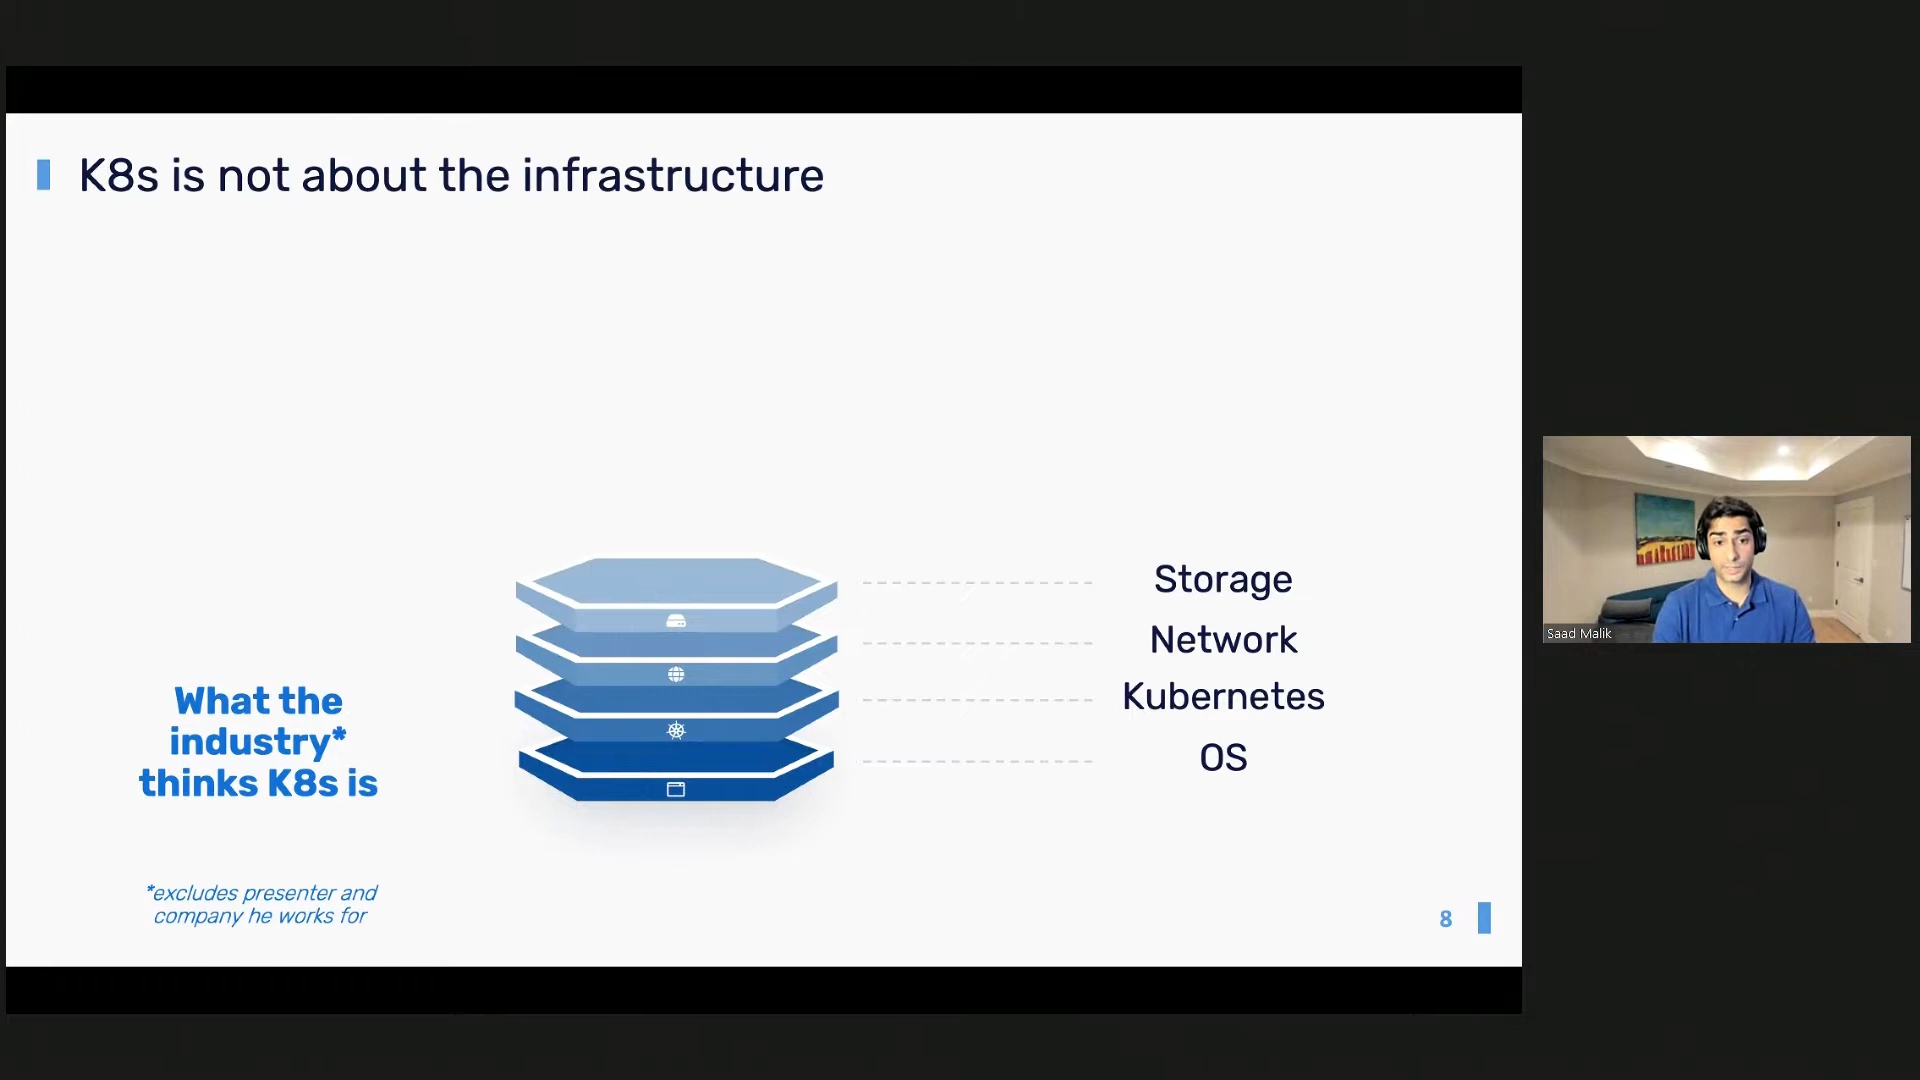 K8s is not about the infrastructure
Storage
Network
Kubernetes
OS
What the
industry*
thinks K8s is
*excludes presenter and
company he works for
8
Saad Malik